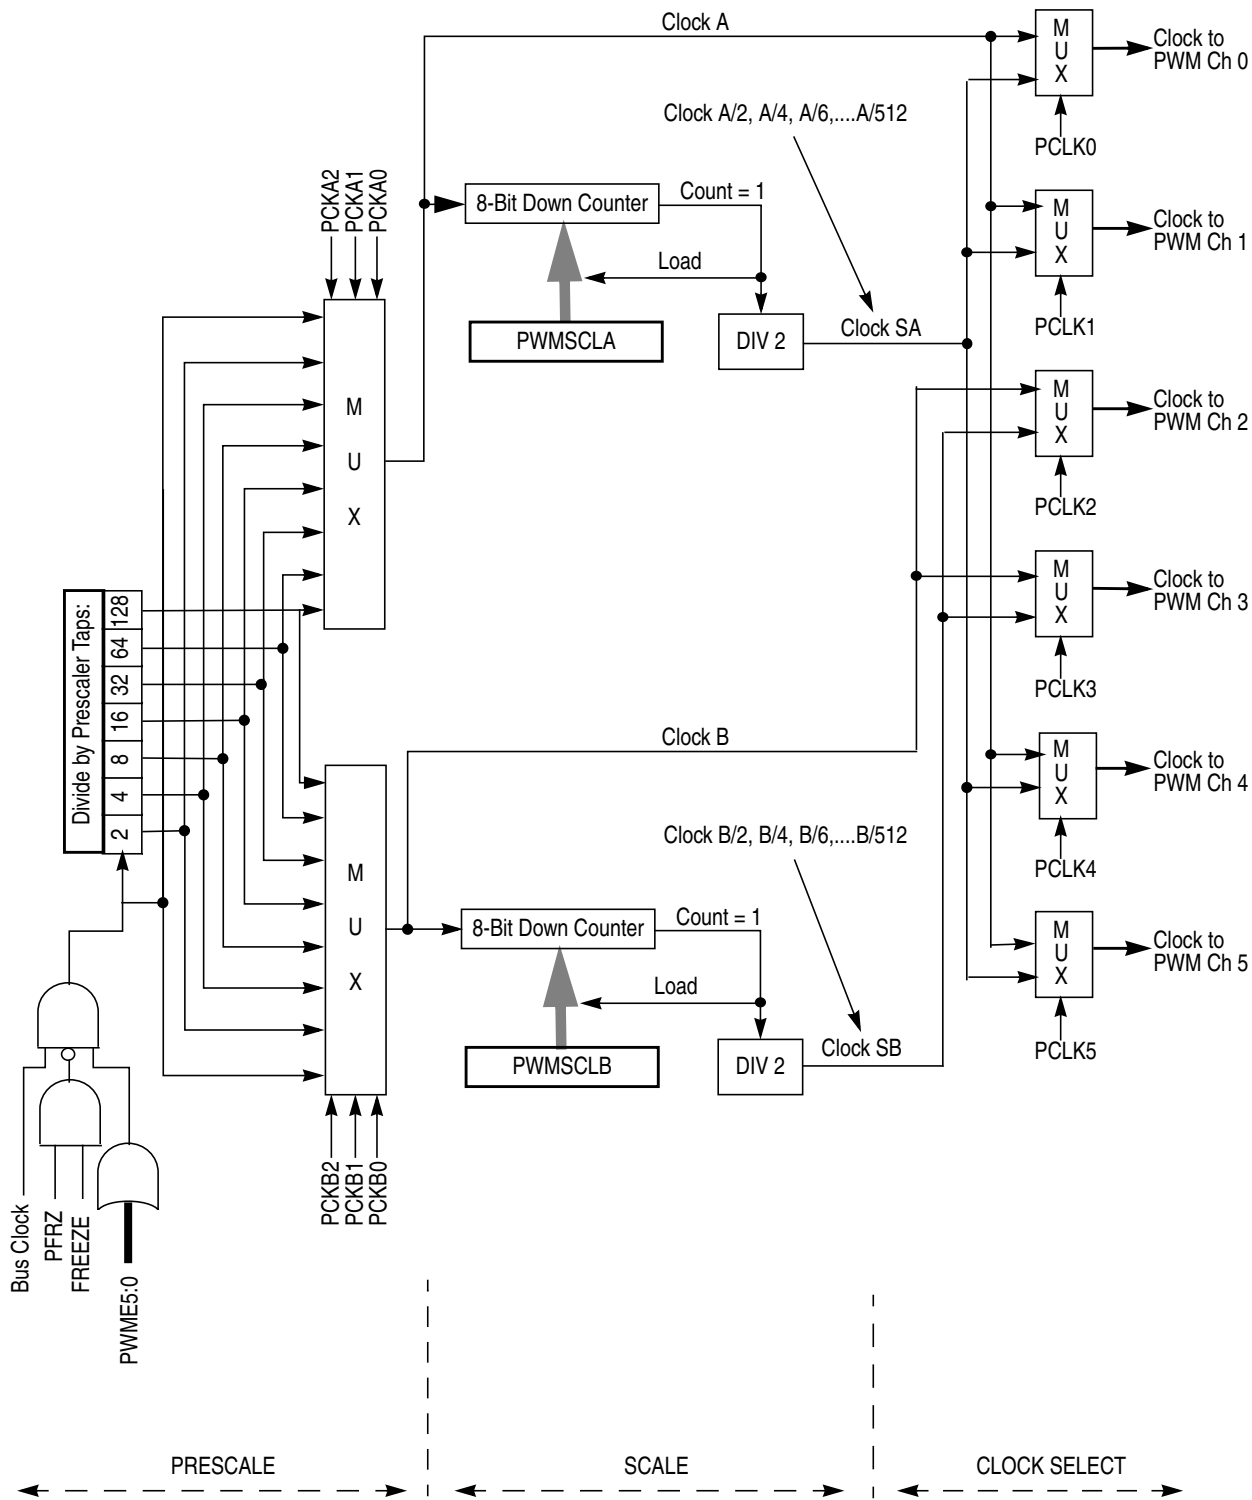 Clock A
M
U
X
Clock to
PWM Ch 0
PCLK0
Clock A/2, A/4, A/6,....A/512
PCKA2
PCKA1
PCKA0
8-Bit Down Counter
Count = 1
Load
PWMSCLA
DIV 2
Clock SA
M
U
X
Clock to
PWM Ch 1
PCLK1
M
U
X
M
U
X
Clock to
PWM Ch 2
PCLK2
M
U
X
Clock to
PWM Ch 3
PCLK3
Divide by Prescaler Taps:
128
64
32
16
8
4
2
Clock B
M
U
X
Clock to
PWM Ch 4
PCLK4
Clock B/2, B/4, B/6,....B/512
M
U
X
8-Bit Down Counter
Count = 1
Load
PWMSCLB
DIV 2
Clock SB
M
U
X
Clock to
PWM Ch 5
PCLK5
PCKB2
PCKB1
PCKB0
Bus Clock
PFRZ
FREEZE
PWME5:0
PRESCALE
SCALE
CLOCK SELECT